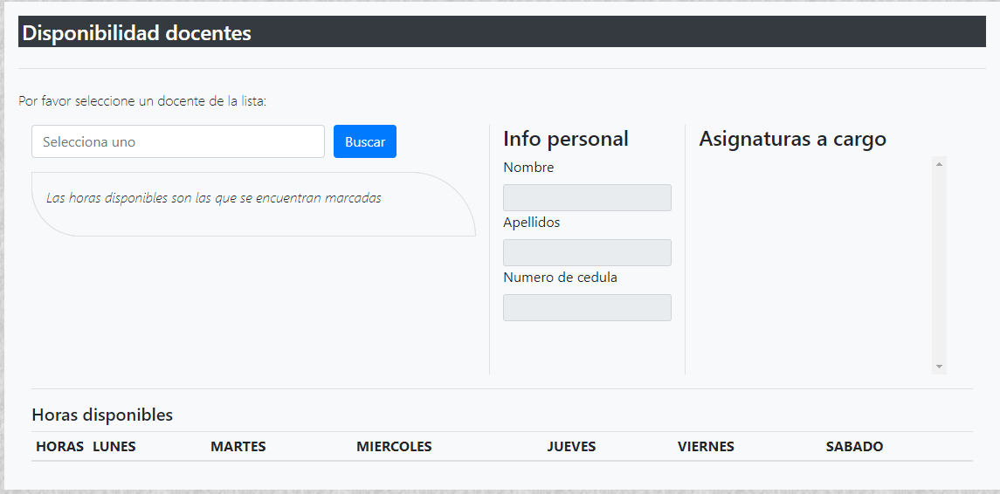 Disponibilidad docentes
Por favor seleccione un docente de la lista:
Selecciona uno
Buscar
Las horas disponibles son las que se encuentran marcadas
Info personal
Nombre
Apellidos
Numero de cedula
Asignaturas a cargo
Horas disponibles
HORAS LUNES MARTES MIERCOLES JUEVES VIERNES SABADO